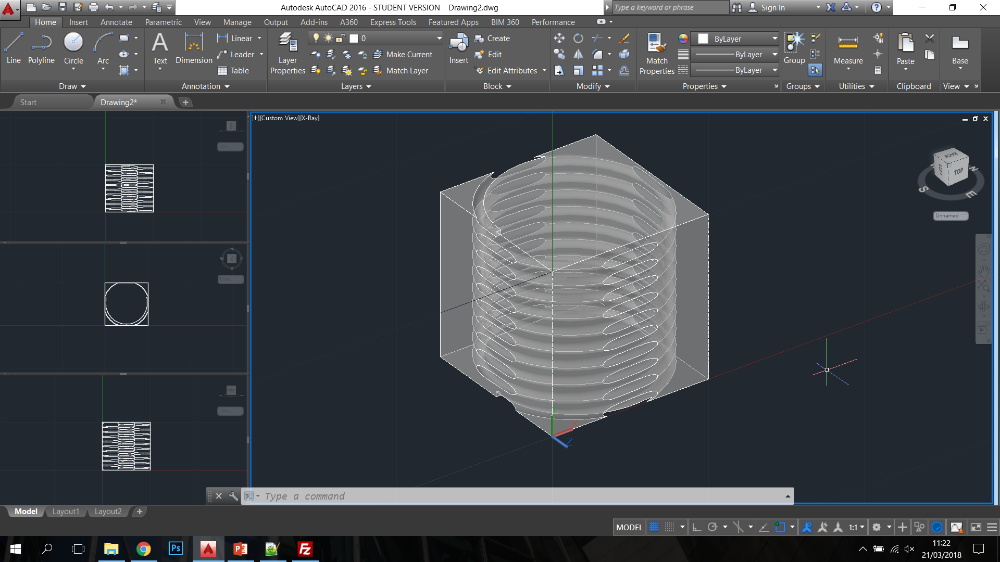 Autodesk AutoCAD 2016 - STUDENT VERSION Drawing2.dwg
Type a keyword or phrase
Sign In
Home Insert Annotate Parametric View Manage Output Add-ins A360 Express Tools Featured Apps BIM 360 Performance
Line
Polyline
Circle
Arc
Text
Dimension
Linear
Leader
Table
Layer
Properties
0
Make Current
Match Layer
Insert
Create
Edit
Edit Attributes
Match
Properties
ByLayer
ByLayer
ByLayer
Group
Measure
Paste
Base
Draw
Annotation
Layers
Block
Modify
Properties
Groups
Utilities
Clipboard
View
Start
Drawing2*
[+][Custom View][X-Ray]
BACK
LEFT
TOP
N
S
E
Unnamed
N
W
E
S
Z
Type a command
Model
Layout1
Layout2
MODEL
1:1
Ps
11:22
21/03/2018